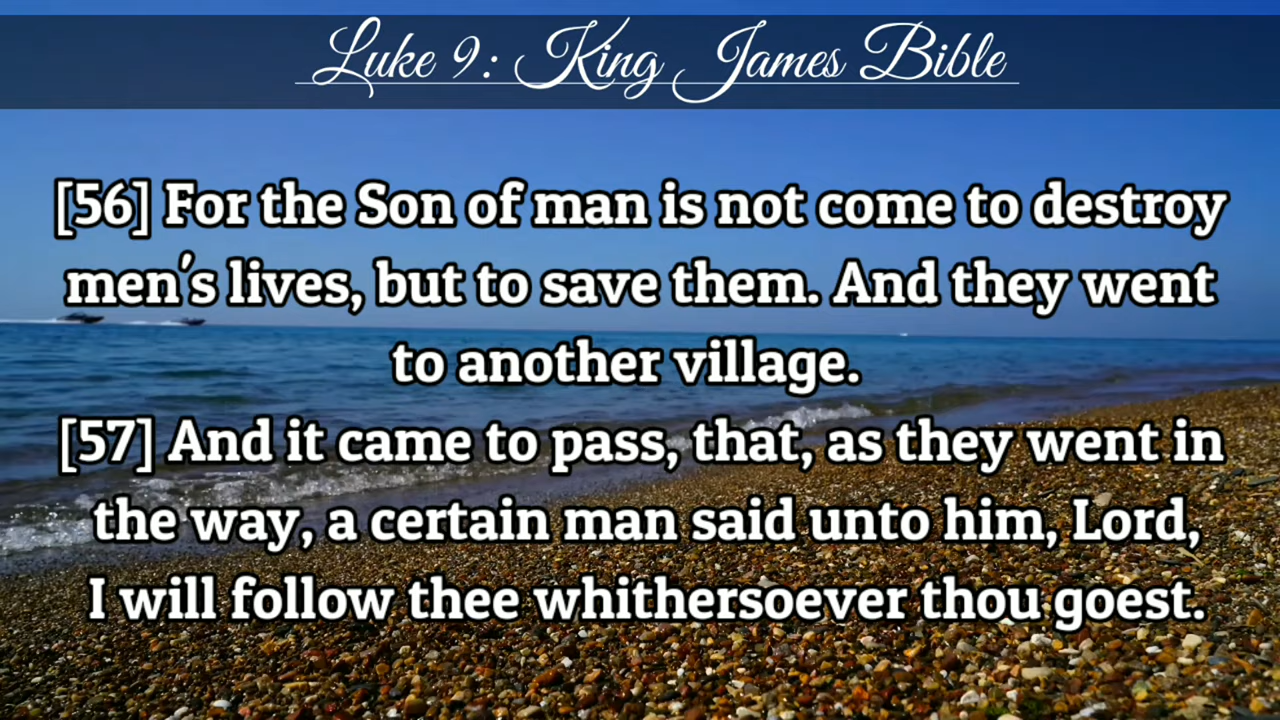 Luke 9: King James Bible
[56] For the Son of man is not come to destroy
men's lives, but to save them. And they went
to another village.
[57] And it came to pass, that, as they went in
the way, a certain man said unto him, Lord,
I will follow thee whithersoever thou goest.